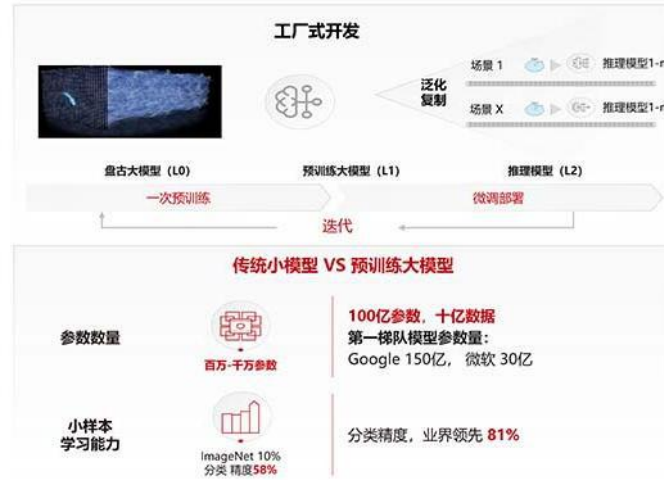 工厂式开发
泛化
复制
场景 1
推理模型1-n
场景 X
推理模型1-n
盘古大模型（L0）
预训练大模型（L1）
推理模型（L2）
一次预训练
微调部署
迭代
传统小模型 VS 预训练大模型
参数数量
百万-千万参数
100亿参数，十亿数据
第一梯队模型参数量：
Google 150亿， 微软 30亿
小样本
学习能力
ImageNet 10%
分类 精度58%
分类精度，业界领先 81%